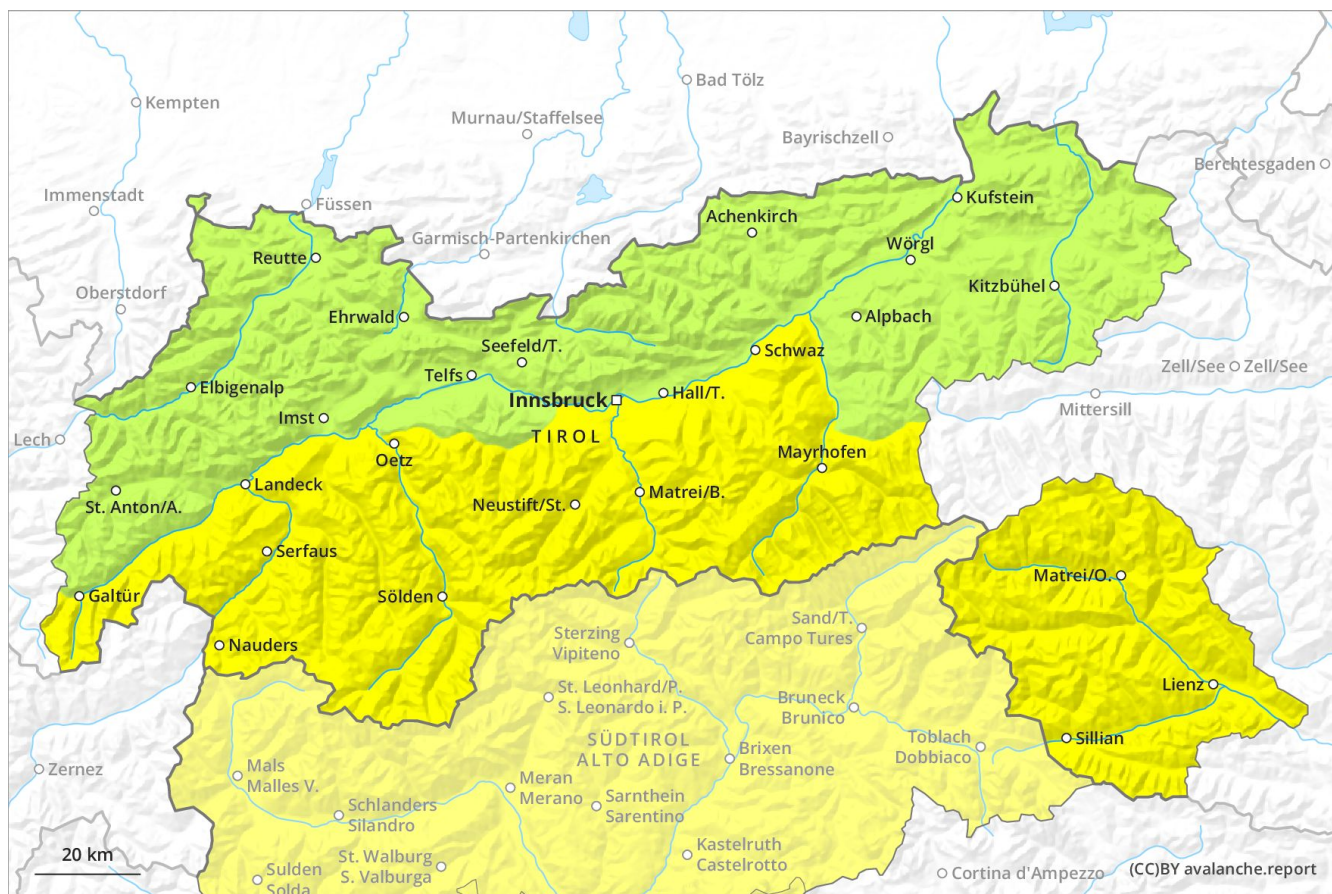 Kempten
Bad Tölz
Murnau/Staffelsee
Bayrischzell
Berchtesgaden
Immenstadt
Füssen
Kufstein
Achenkirch
Garmisch-Partenkirchen
Wörgl
Reutte
Oberstdorf
Kitzbühel
Ehrwald
Alpbach
Seefeld/T.
Schwaz
Telfs
Zell/See
Zell/See
Elbigenalp
Innsbruck
Hall/T.
Mittersill
Imst
Lech
TIROL
Oetz
Mayrhofen
Landeck
Matrei/B.
St. Anton/A.
Neustift/St.
Serfaus
Matrei/O.
Galtür
Sölden
Sand/T.
Campo Tures
Sterzing
Vipiteno
Nauders
Lienz
St. Leonhard/P.
S. Leonardo i. P.
Bruneck
Brunico
SÜDTIROL
ALTO ADIGE
Toblach
Dobbiaco
Sillian
Brixen
Bressanone
Zernez
Mals
Malles V.
Meran
Merano
Sarnthein
Sarentino
Schlanders
Silandro
Kastelruth
Castelrotto
20 km
St. Walburg
S. Valburga
Sulden
Solda
Cortina d'Ampezzo
(CC)BY avalanche.report